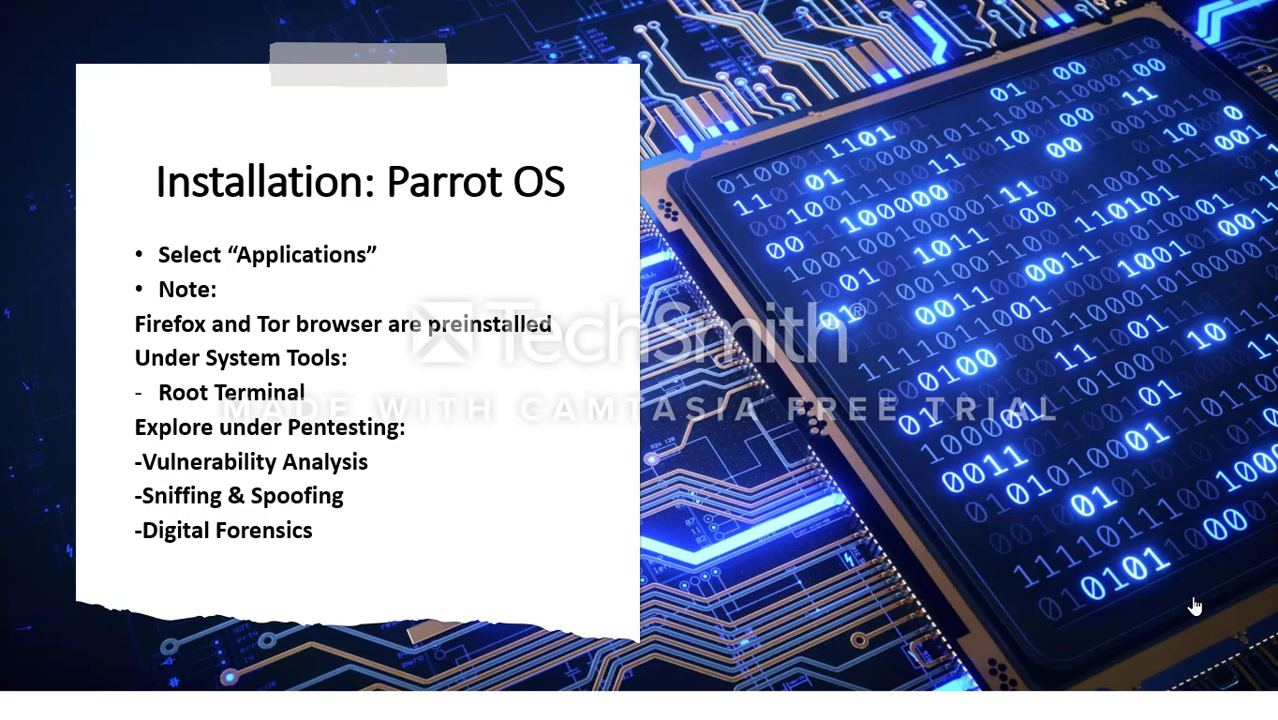 Installation: Parrot OS
• Select “Applications”
• Note:
Firefox and Tor browser are preinstalled
Under System Tools:
- Root Terminal
Explore under Pentesting:
-Vulnerability Analysis
-Sniffing & Spoofing
-Digital Forensics
TechSmith®
MADE WITH CAMTASIA FREE TRIAL